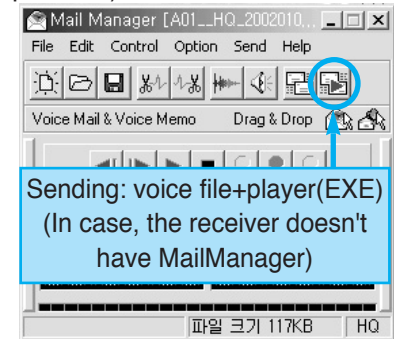 Mail Manager [A01__HQ_2002010,..
File Edit Control Option Send Help
Voice Mail & Voice Memo Drag & Drop
Sending: voice file+player(EXE)
(In case, the receiver doesn't
have MailManager)
파일 크기 117KB HQ